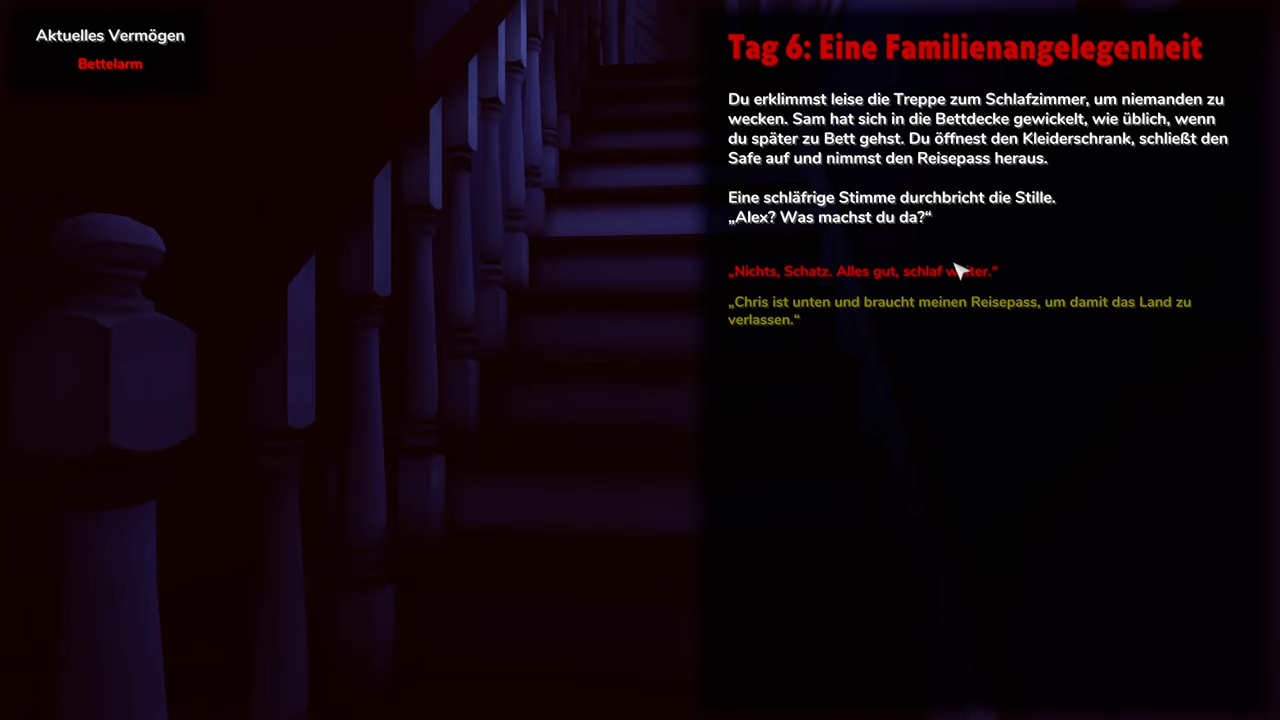 Aktuelles Vermögen
Bettelarm
Tag 6: Eine Familienangelegenheit
Du erklimmst leise die Treppe zum Schlafzimmer, um niemanden zu
wecken. Sam hat sich in die Bettdecke gewickelt, wie üblich, wenn
du später zu Bett gehst. Du öffnest den Kleiderschrank, schließt den
Safe auf und nimmst den Reisepass heraus.
Eine schläfrige Stimme durchbricht die Stille.
„Alex? Was machst du da?“
„Nichts, Schatz. Alles gut, schlaf weiter.“
„Chris ist unten und braucht meinen Reisepass, um damit das Land zu
verlassen.“